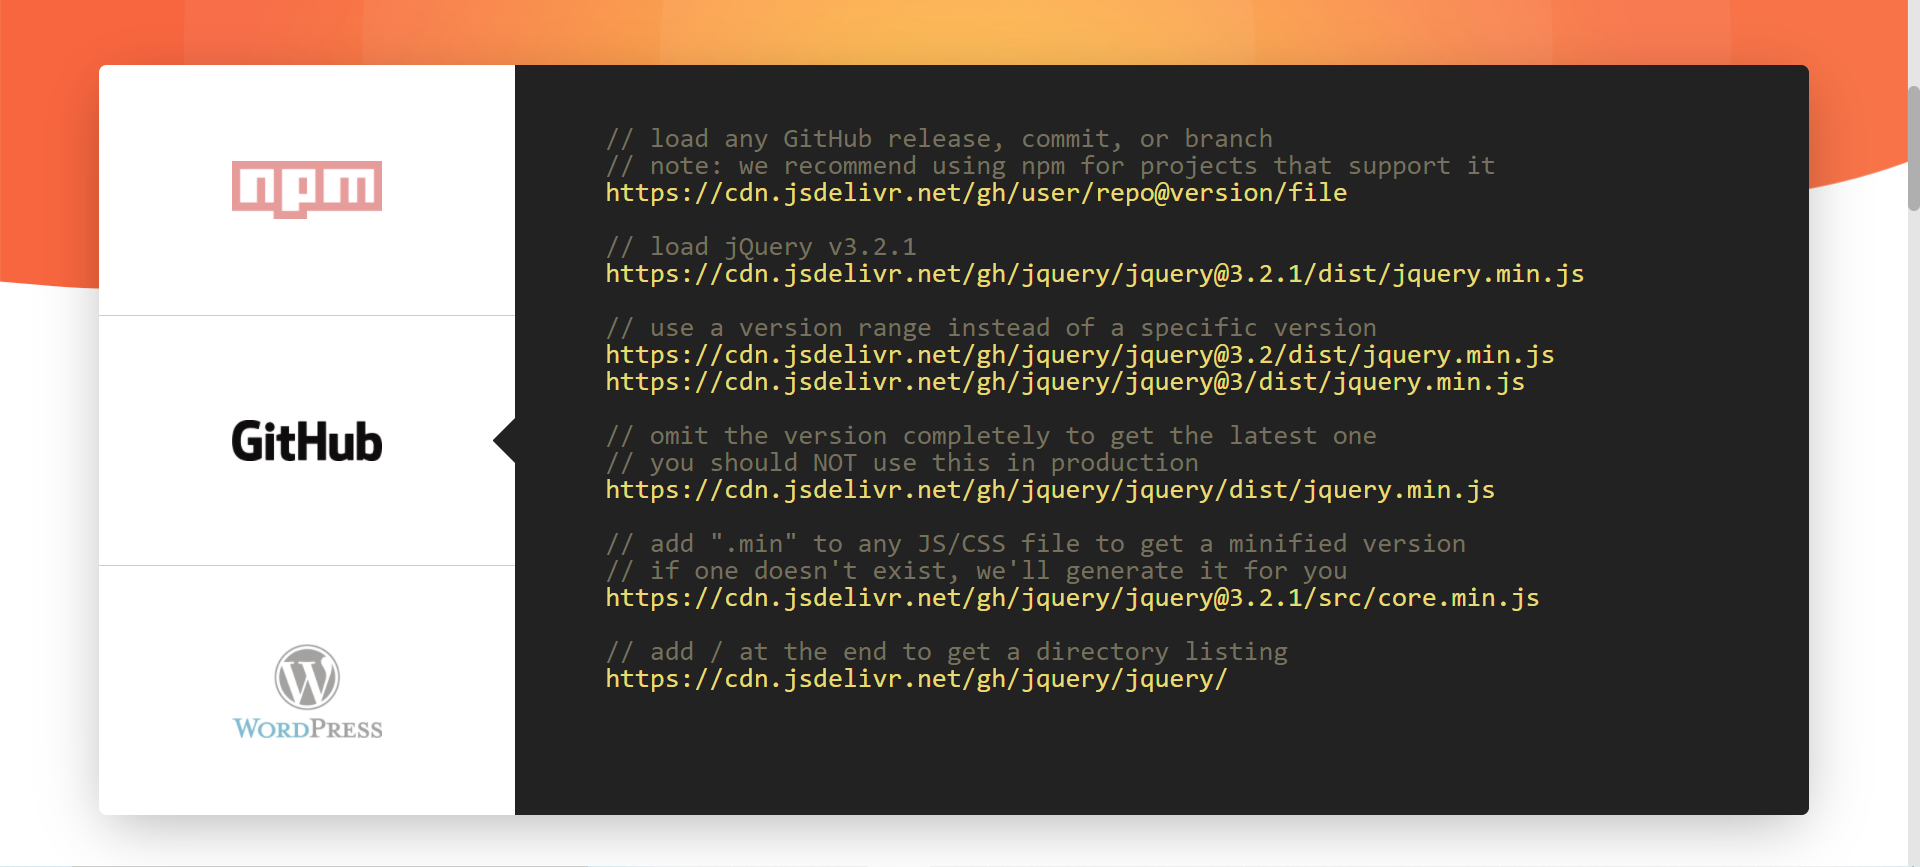 npm
GitHub
WORDPRESS
// load any GitHub release, commit, or branch
// note: we recommend using npm for projects that support it
https://cdn.jsdelivr.net/gh/user/repo@version/file
// load jQuery v3.2.1
https://cdn.jsdelivr.net/gh/jquery/jquery@3.2.1/dist/jquery.min.js
// use a version range instead of a specific version
https://cdn.jsdelivr.net/gh/jquery/jquery@3.2/dist/jquery.min.js
https://cdn.jsdelivr.net/gh/jquery/jquery@3/dist/jquery.min.js
// omit the version completely to get the latest one
// you should NOT use this in production
https://cdn.jsdelivr.net/gh/jquery/jquery/dist/jquery.min.js
// add ".min" to any JS/CSS file to get a minified version
// if one doesn't exist, we'll generate it for you
https://cdn.jsdelivr.net/gh/jquery/jquery@3.2.1/src/core.min.js
// add / at the end to get a directory listing
https://cdn.jsdelivr.net/gh/jquery/jquery/